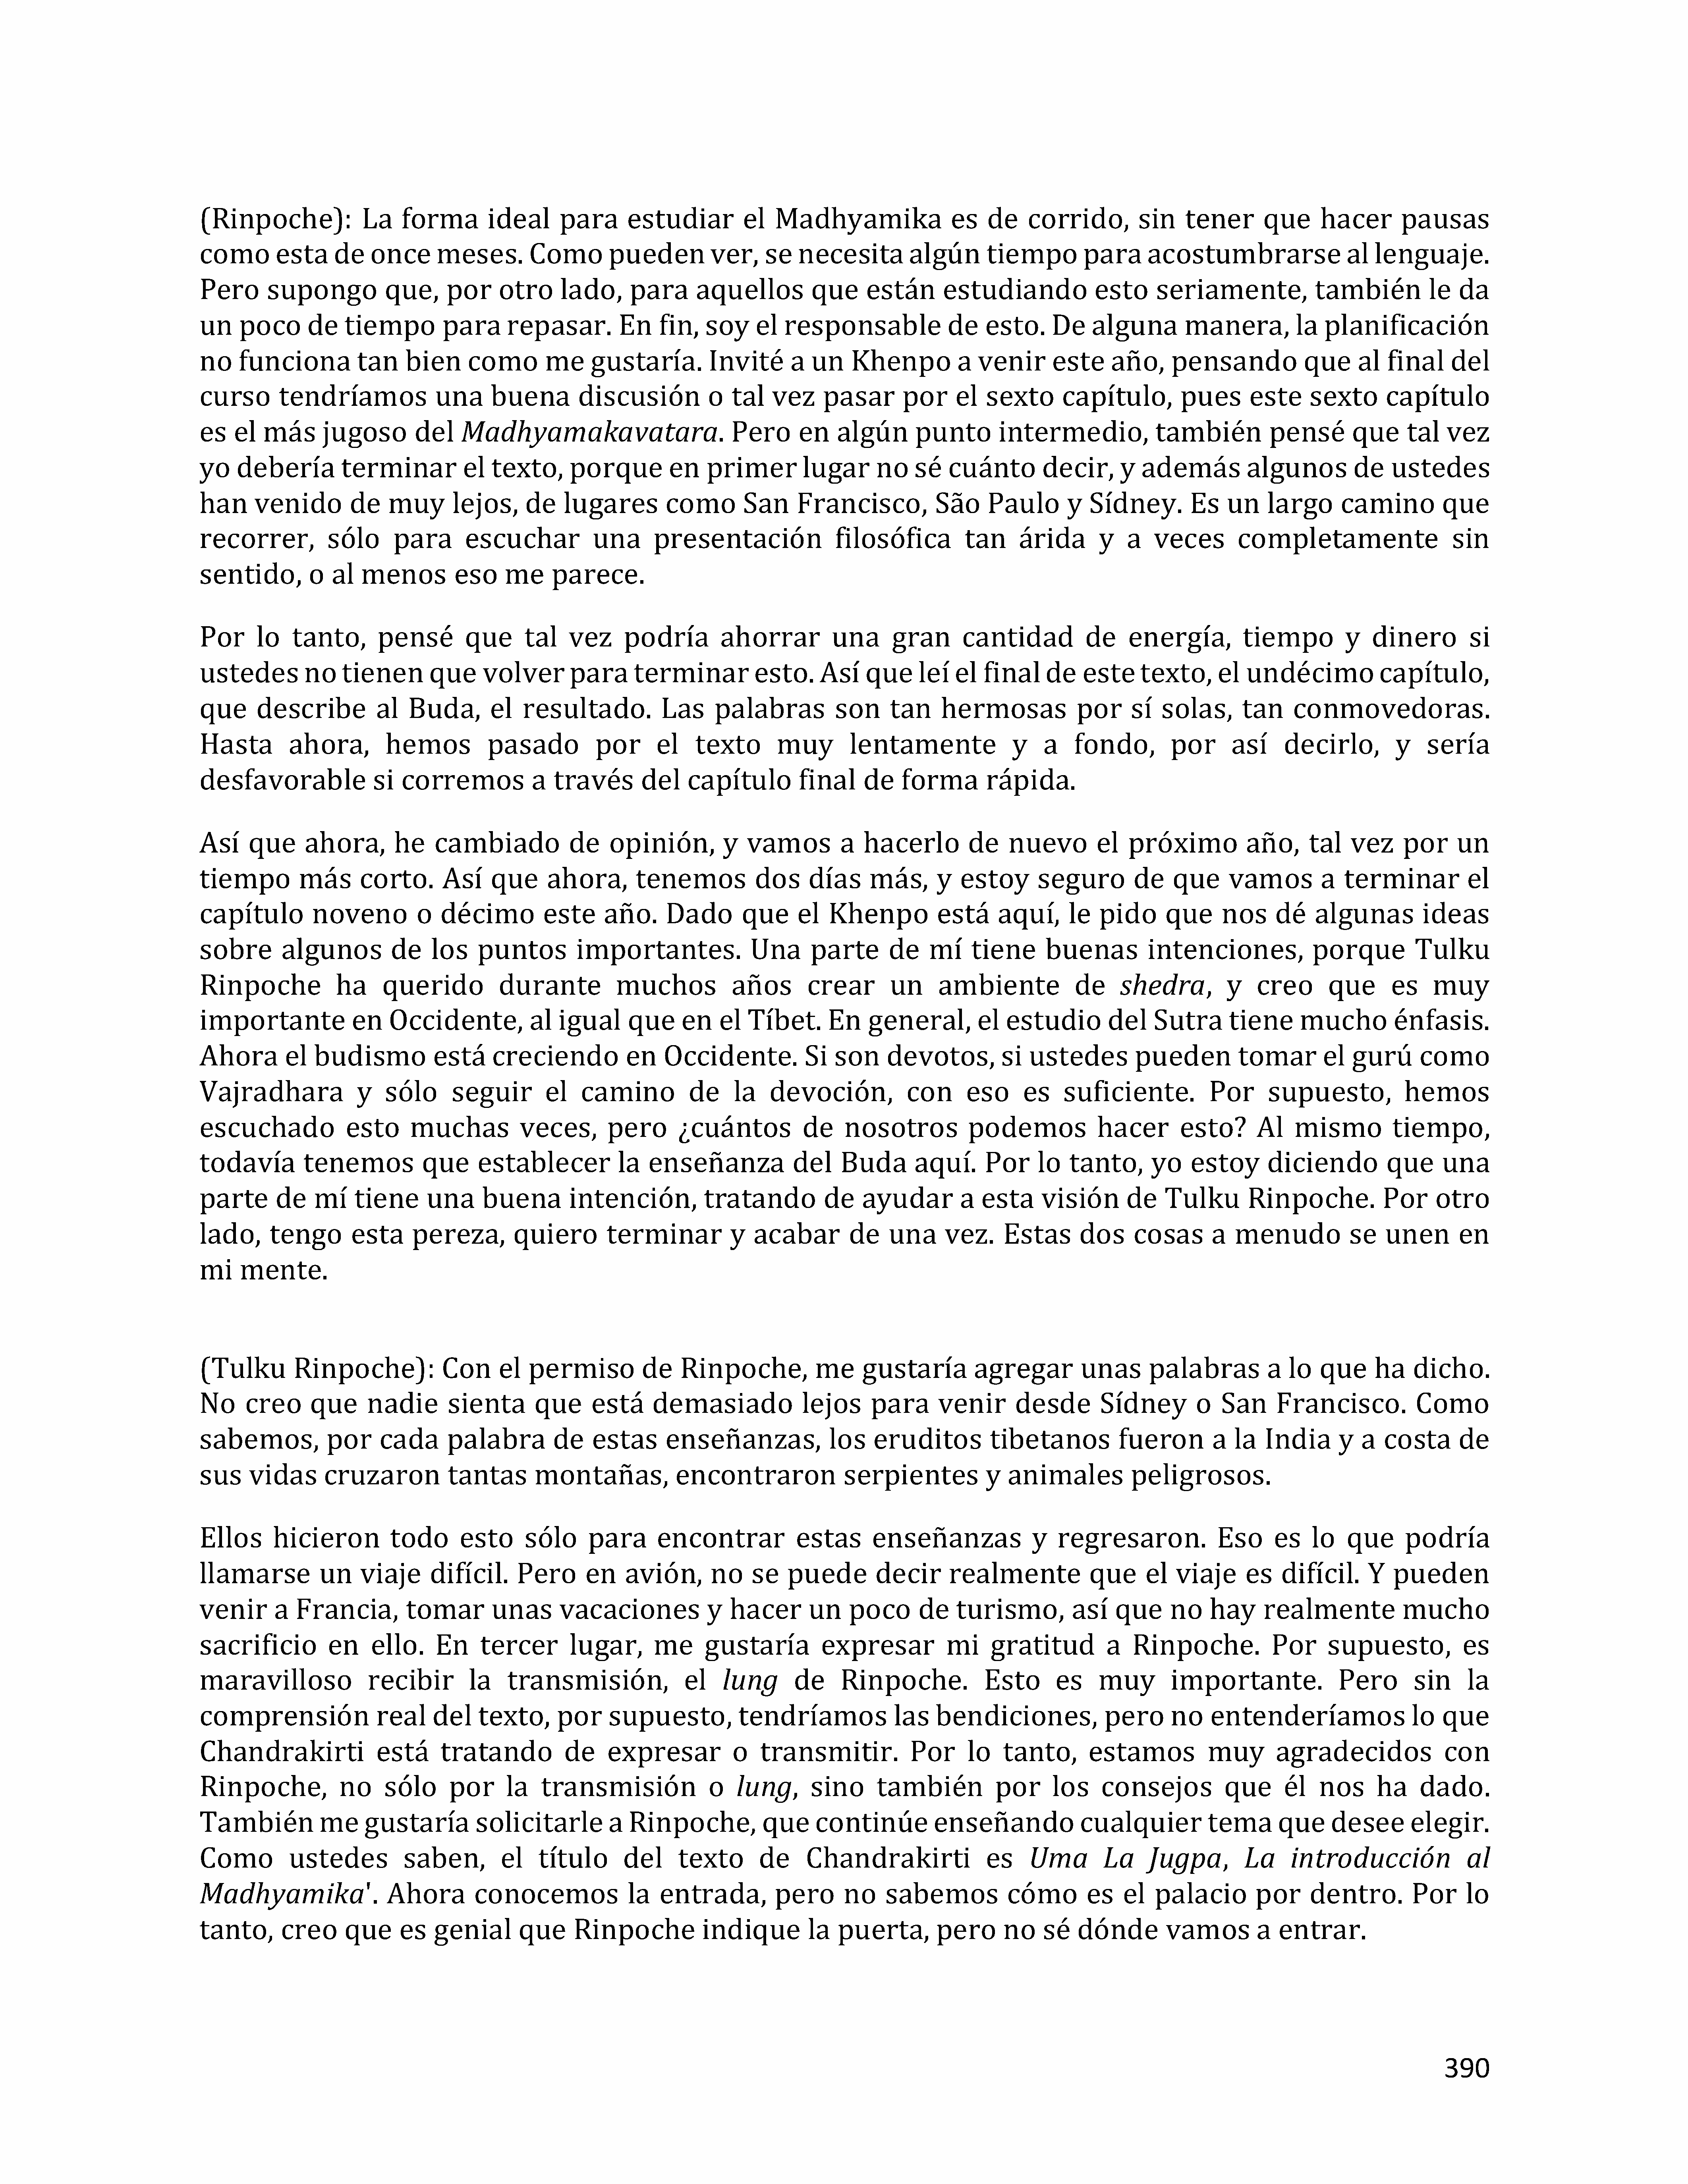 (Rinpoche): La forma ideal para estudiar el Madhyamika es de corrido, sin tener que hacer pausas
como esta de once meses. Como pueden ver, se necesita algún tiempo para acostumbrarse al lenguaje.
Pero supongo que, por otro lado, para aquellos que están estudiando esto seriamente, también le da
un poco de tiempo para repasar. En fin, soy el responsable de esto. De alguna manera, la planificación
no funciona tan bien como me gustaría. Invité a un Khenpo a venir este año, pensando que al final del
curso tendríamos una buena discusión o tal vez pasar por el sexto capítulo, pues este sexto capítulo
es el más jugoso del Madhyamakavatara. Pero en algún punto intermedio, también pensé que tal vez
yo debería terminar el texto, porque en primer lugar no sé cuánto decir, y además algunos de ustedes
han venido de muy lejos, de lugares como San Francisco, São Paulo y Sídney. Es un largo camino que
recorrer, sólo para escuchar una presentación filosófica tan árida y a veces completamente sin
sentido, o al menos eso me parece.
Por lo tanto, pensé que tal vez podría ahorrar una gran cantidad de energía, tiempo y dinero si
ustedes no tienen que volver para terminar esto. Así que leí el final de este texto, el undécimo capítulo,
que describe al Buda, el resultado. Las palabras son tan hermosas por sí solas, tan conmovedoras.
Hasta ahora, hemos pasado por el texto muy lentamente y a fondo, por así decirlo, y sería
desfavorable si corremos a través del capítulo final de forma rápida.
Así que ahora, he cambiado de opinión, y vamos a hacerlo de nuevo el próximo año, tal vez por un
tiempo más corto. Así que ahora, tenemos dos días más, y estoy seguro de que vamos a terminar el
capítulo noveno o décimo este año. Dado que el Khenpo está aquí, le pido que nos dé algunas ideas
sobre algunos de los puntos importantes. Una parte de mí tiene buenas intenciones, porque Tulku
Rinpoche ha querido durante muchos años crear un ambiente de shedra, y creo que es muy
importante en Occidente, al igual que en el Tíbet. En general, el estudio del Sutra tiene mucho énfasis.
Ahora el budismo está creciendo en Occidente. Si son devotos, si ustedes pueden tomar el gurú como
Vajradhara y sólo seguir el camino de la devoción, con eso es suficiente. Por supuesto, hemos
escuchado esto muchas veces, pero ¿cuántos de nosotros podemos hacer esto? Al mismo tiempo,
todavía tenemos que establecer la enseñanza del Buda aquí. Por lo tanto, yo estoy diciendo que una
parte de mí tiene una buena intención, tratando de ayudar a esta visión de Tulku Rinpoche. Por otro
lado, tengo esta pereza, quiero terminar y acabar de una vez. Estas dos cosas a menudo se unen en
mi mente.
(Tulku Rinpoche): Con el permiso de Rinpoche, me gustaría agregar unas palabras a lo que ha dicho.
No creo que nadie sienta que está demasiado lejos para venir desde Sídney o San Francisco. Como
sabemos, por cada palabra de estas enseñanzas, los eruditos tibetanos fueron a la India y a costa de
sus vidas cruzaron tantas montañas, encontraron serpientes y animales peligrosos.
Ellos hicieron todo esto sólo para encontrar estas enseñanzas y regresaron. Eso es lo que podría
llamarse un viaje difícil. Pero en avión, no se puede decir realmente que el viaje es difícil. Y pueden
venir a Francia, tomar unas vacaciones y hacer un poco de turismo, así que no hay realmente mucho
sacrificio en ello. En tercer lugar, me gustaría expresar mi gratitud a Rinpoche. Por supuesto, es
maravilloso recibir la transmisión, el lung de Rinpoche. Esto es muy importante. Pero sin la
comprensión real del texto, por supuesto, tendríamos las bendiciones, pero no entenderíamos lo que
Chandrakirti está tratando de expresar o transmitir. Por lo tanto, estamos muy agradecidos con
Rinpoche, no sólo por la transmisión o lung, sino también por los consejos que él nos ha dado.
También me gustaría solicitarle a Rinpoche, que continúe enseñando cualquier tema que desee elegir.
Como ustedes saben, el título del texto de Chandrakirti es Uma La Jugpa, La introducción al
Madhyamika'. Ahora conocemos la entrada, pero no sabemos cómo es el palacio por dentro. Por lo
tanto, creo que es genial que Rinpoche indique la puerta, pero no sé dónde vamos a entrar.
390